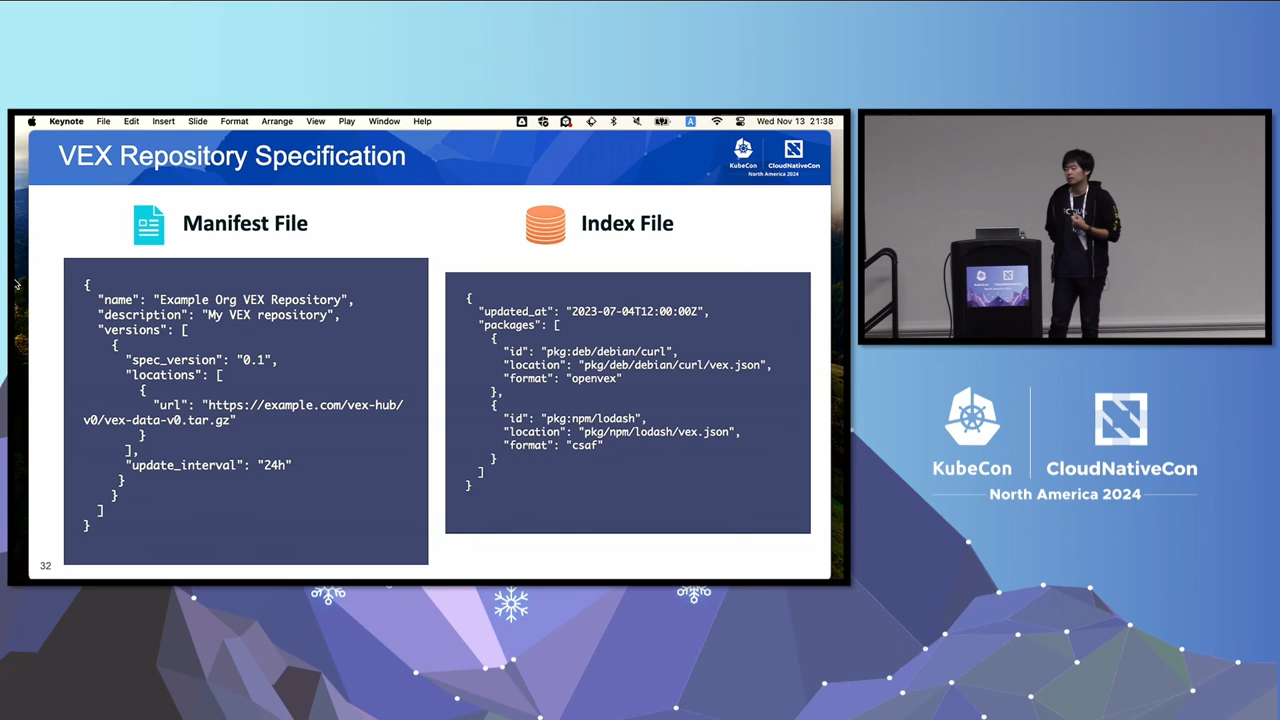 Keynote File Edit Insert Slide Format Arrange View Play Window Help
A Wed Nov 13 21:38
VEX Repository Specification
KubeCon CloudNativeCon
North America 2024
Manifest File
{
"name": "Example Org VEX Repository",
"description": "My VEX repository",
"versions": [
{
"spec_version": "0.1",
"locations": [
{
"url": "https://example.com/vex-hub/
v0/vex-data-v0.tar.gz"
}
],
"update_interval": "24h"
}
}
]
}
Index File
{
"updated_at": "2023-07-04T12:00:00Z",
"packages": [
{
"id": "pkg:deb/debian/curl",
"location": "pkg/deb/debian/curl/vex.json",
"format": "openvex"
},
{
"id": "pkg:npm/lodash",
"location": "pkg/npm/lodash/vex.json",
"format": "csaf"
}
]
}
32
KubeCon CloudNativeCon
North America 2024